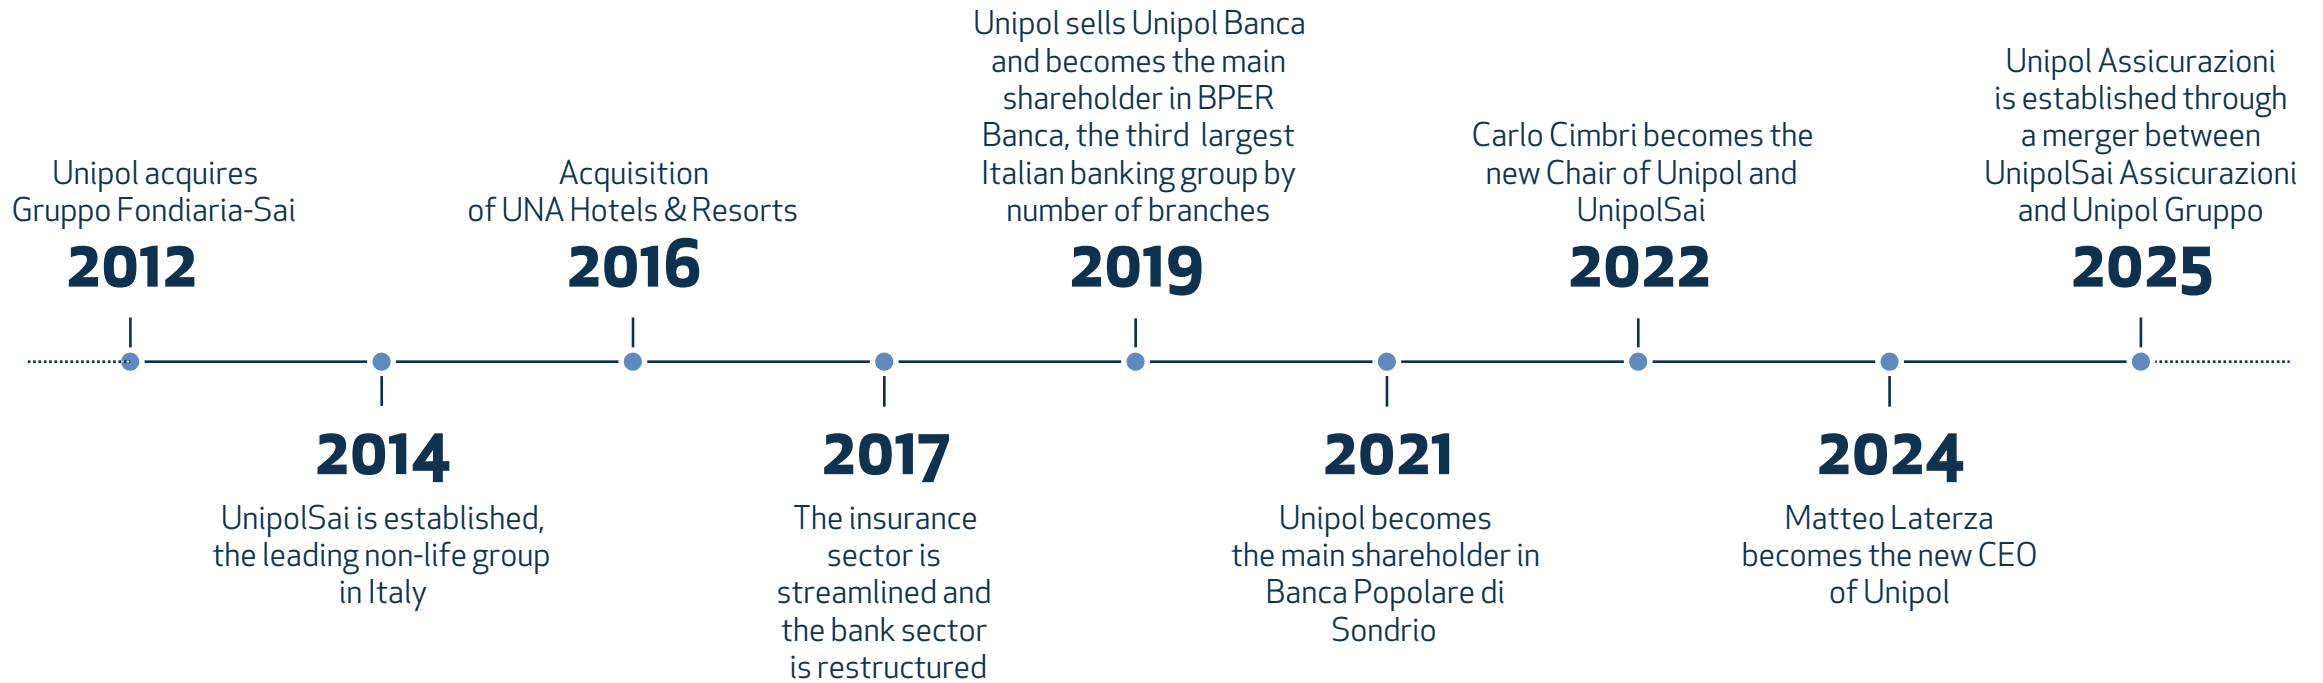 Unipol acquires
Gruppo Fondiaria-Sai
2012
UnipolSai is established,
the leading non-life group
in Italy
2014
Acquisition
of UNA Hotels & Resorts
2016
2017
The insurance
sector is
streamlined and
the bank sector
is restructured
Unipol sells Unipol Banca
and becomes the main
shareholder in BPER
Banca, the third largest
Italian banking group by
number of branches
2019
2021
Unipol becomes
the main shareholder in
Banca Popolare di
Sondrio
Carlo Cimbri becomes the
new Chair of Unipol and
UnipolSai
2022
2024
Matteo Laterza
becomes the new CEO
of Unipol
Unipol Assicurazioni
is established through
a merger between
UnipolSai Assicurazioni
and Unipol Gruppo
2025